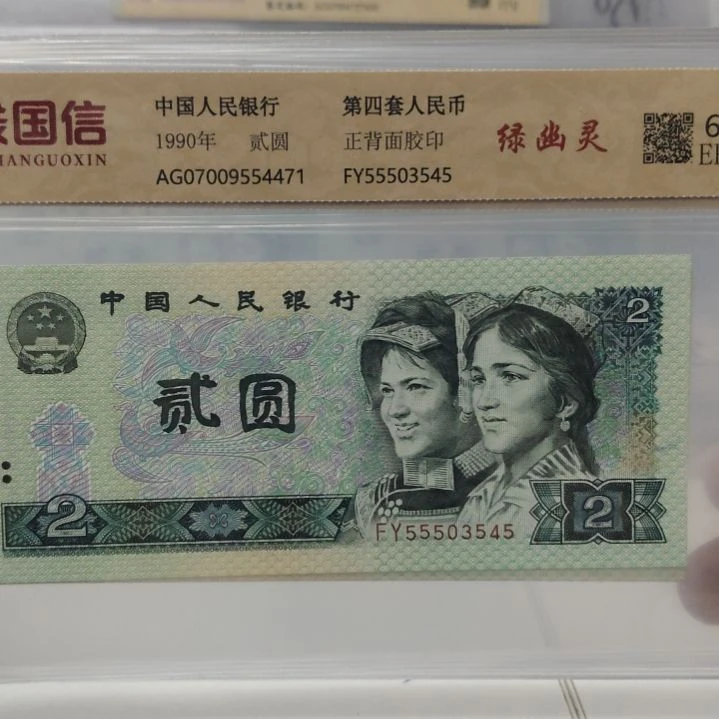 国信
HANGUOXIN
中国人民银行
1990年 贰圆
AG07009554471
第四套人民币
正背面胶印
FY55503545
绿幽灵
6
中国人民银行
贰圆
2
2
FY55503545
2